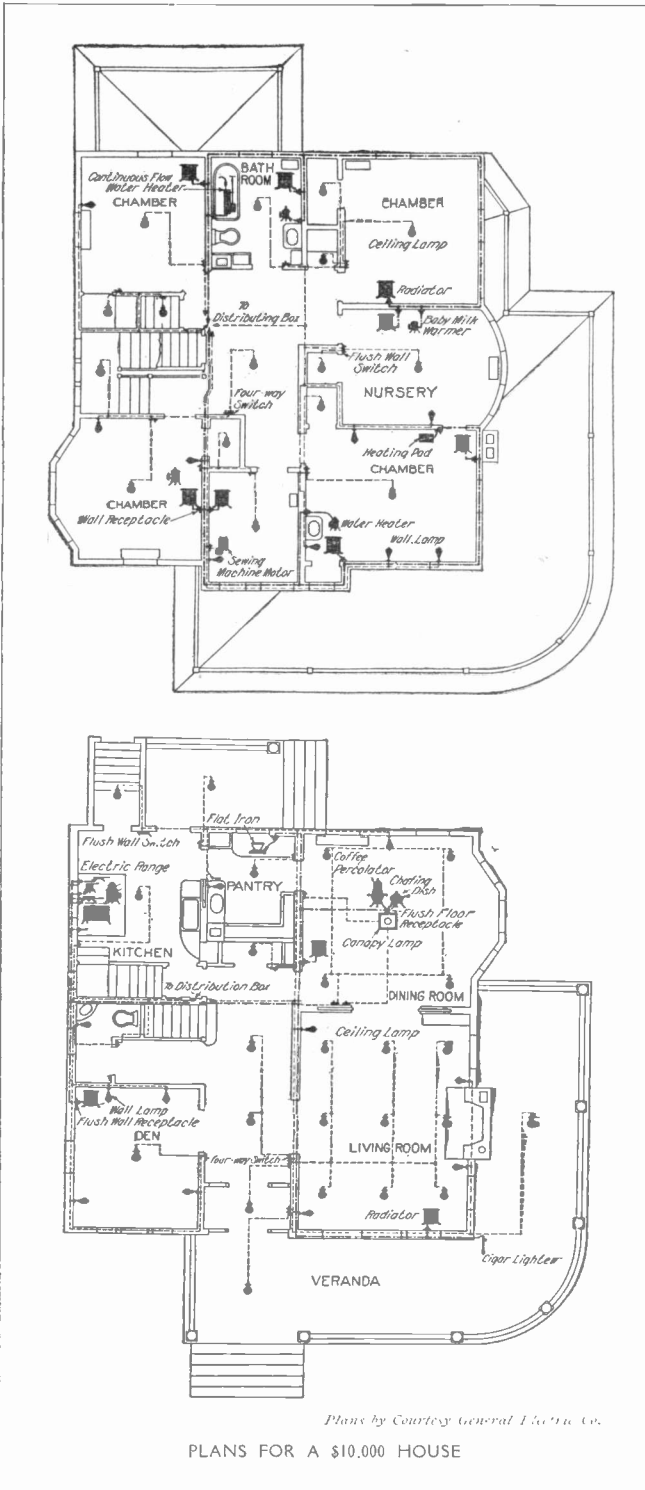 Continuous Flow
Water Heater
CHAMBER
BATH
ROOM
CHAMBER
Ceiling Lamp
To
Distributing Box
Radiator
Baby Milk
Warmer
Flush Wall
Switch
NURSERY
Four-way
Switch
Heating Pad
CHAMBER
CHAMBER
Wall Receptacle
Water Heater
Wall Lamp
Sewing
Machine Motor
Flat Iron
Flush Wall Switch
Electric Range
PANTRY
Coffee
Percolator
Chafing
Dish
Flush Floor
Receptacle
Canopy Lamp
KITCHEN
To Distribution Box
DINING ROOM
Ceiling Lamp
Wall Lamp
Flush Wall Receptacle
DEN
Four-way Switch
LIVING ROOM
Radiator
Cigar Lighter
VERANDA
Plans by Courtesy General Electric Co.
PLANS FOR A $10,000 HOUSE